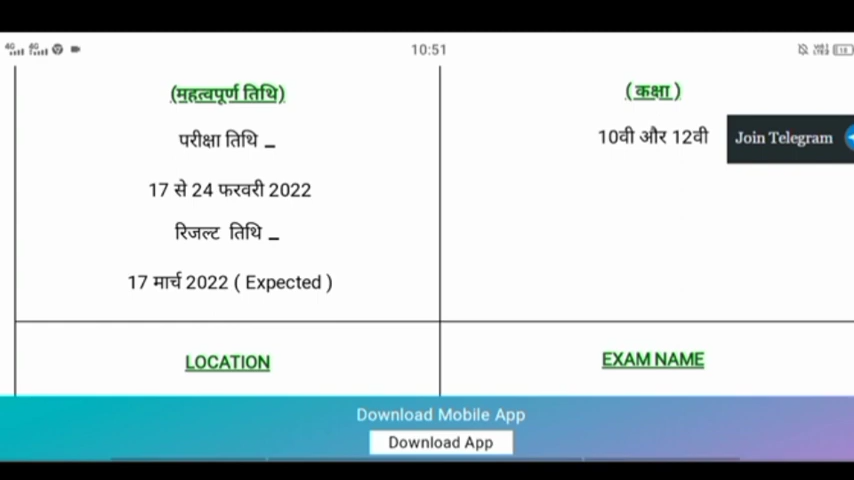 10:51
(महत्वपूर्ण तिथि)
परीक्षा तिथि _
17 से 24 फरवरी 2022
रिजल्ट तिथि _
17 मार्च 2022 ( Expected )
( कक्षा )
10वी और 12वी
Join Telegram
LOCATION
EXAM NAME
Download Mobile App
Download App